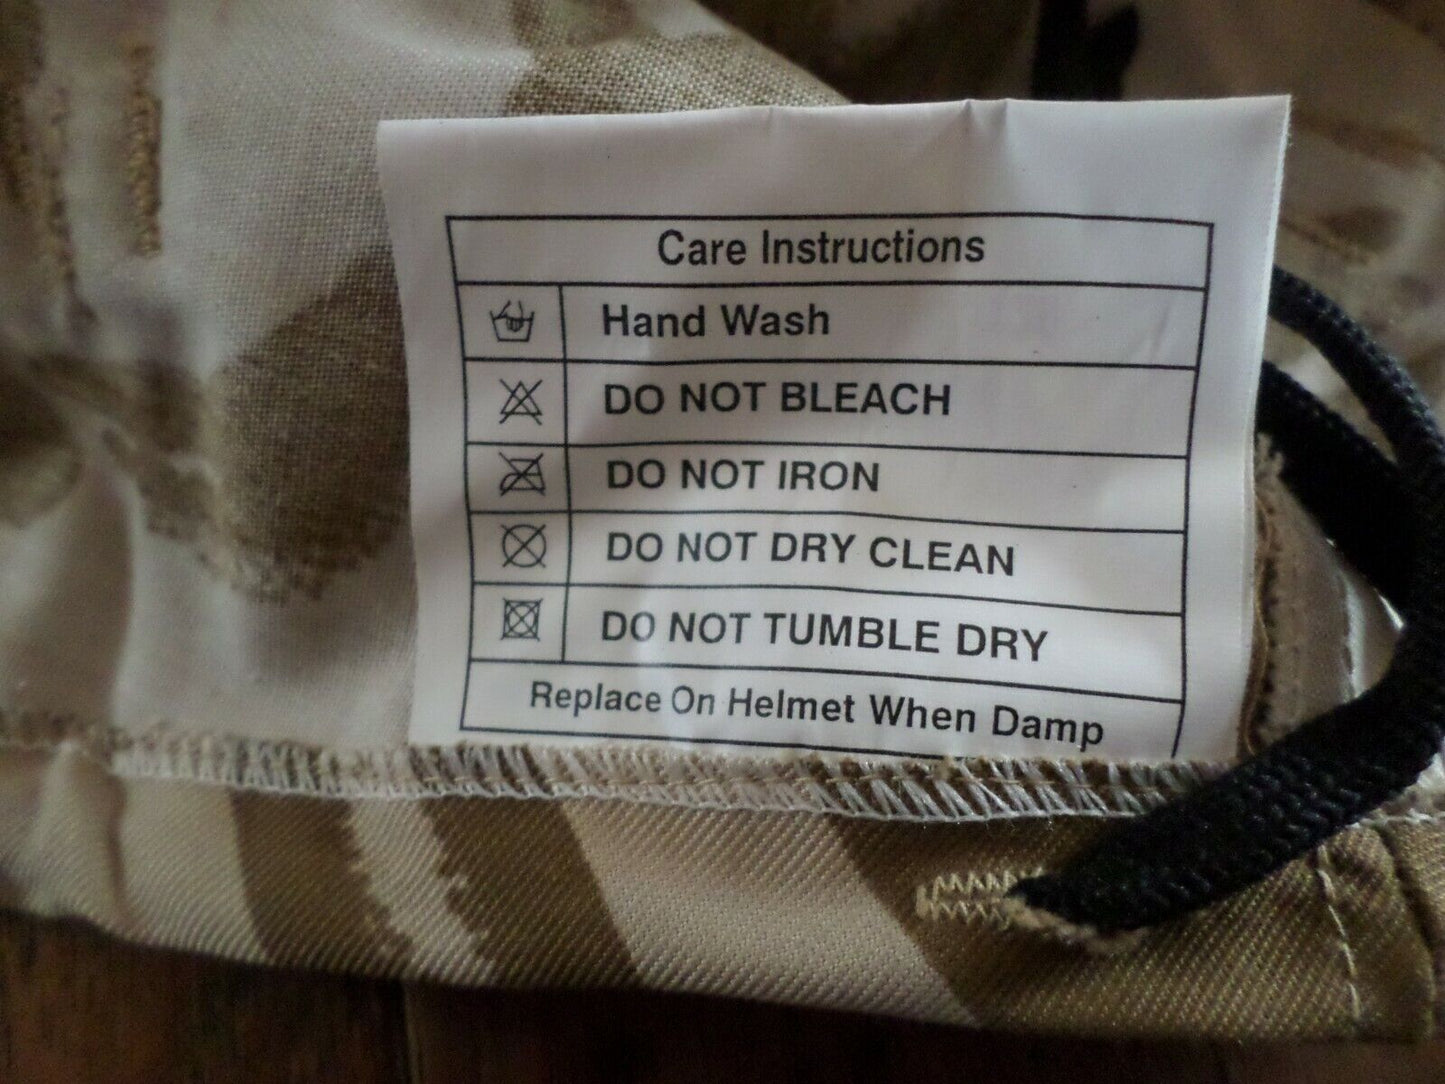 Care Instructions
Hand Wash
DO NOT BLEACH
DO NOT IRON
DO NOT DRY CLEAN
DO NOT TUMBLE DRY
Replace On Helmet When Damp